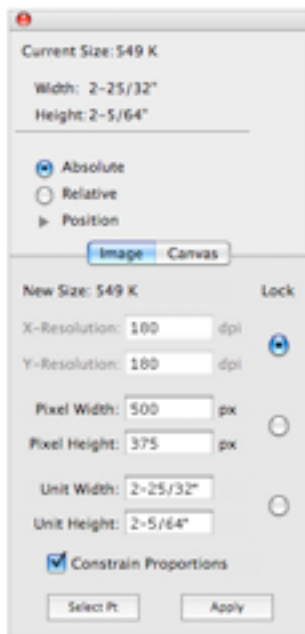 Current Size: 549 K
Width: 2-25/32"
Height: 2-5/64"
Absolute
Relative
Position
Image Canvas
New Size: 549 K Lock
X-Resolution: 180 dpi
Y-Resolution: 180 dpi
Pixel Width: 500 px
Pixel Height: 375 px
Unit Width: 2-25/32"
Unit Height: 2-5/64"
Constrain Proportions
Select Pt Apply